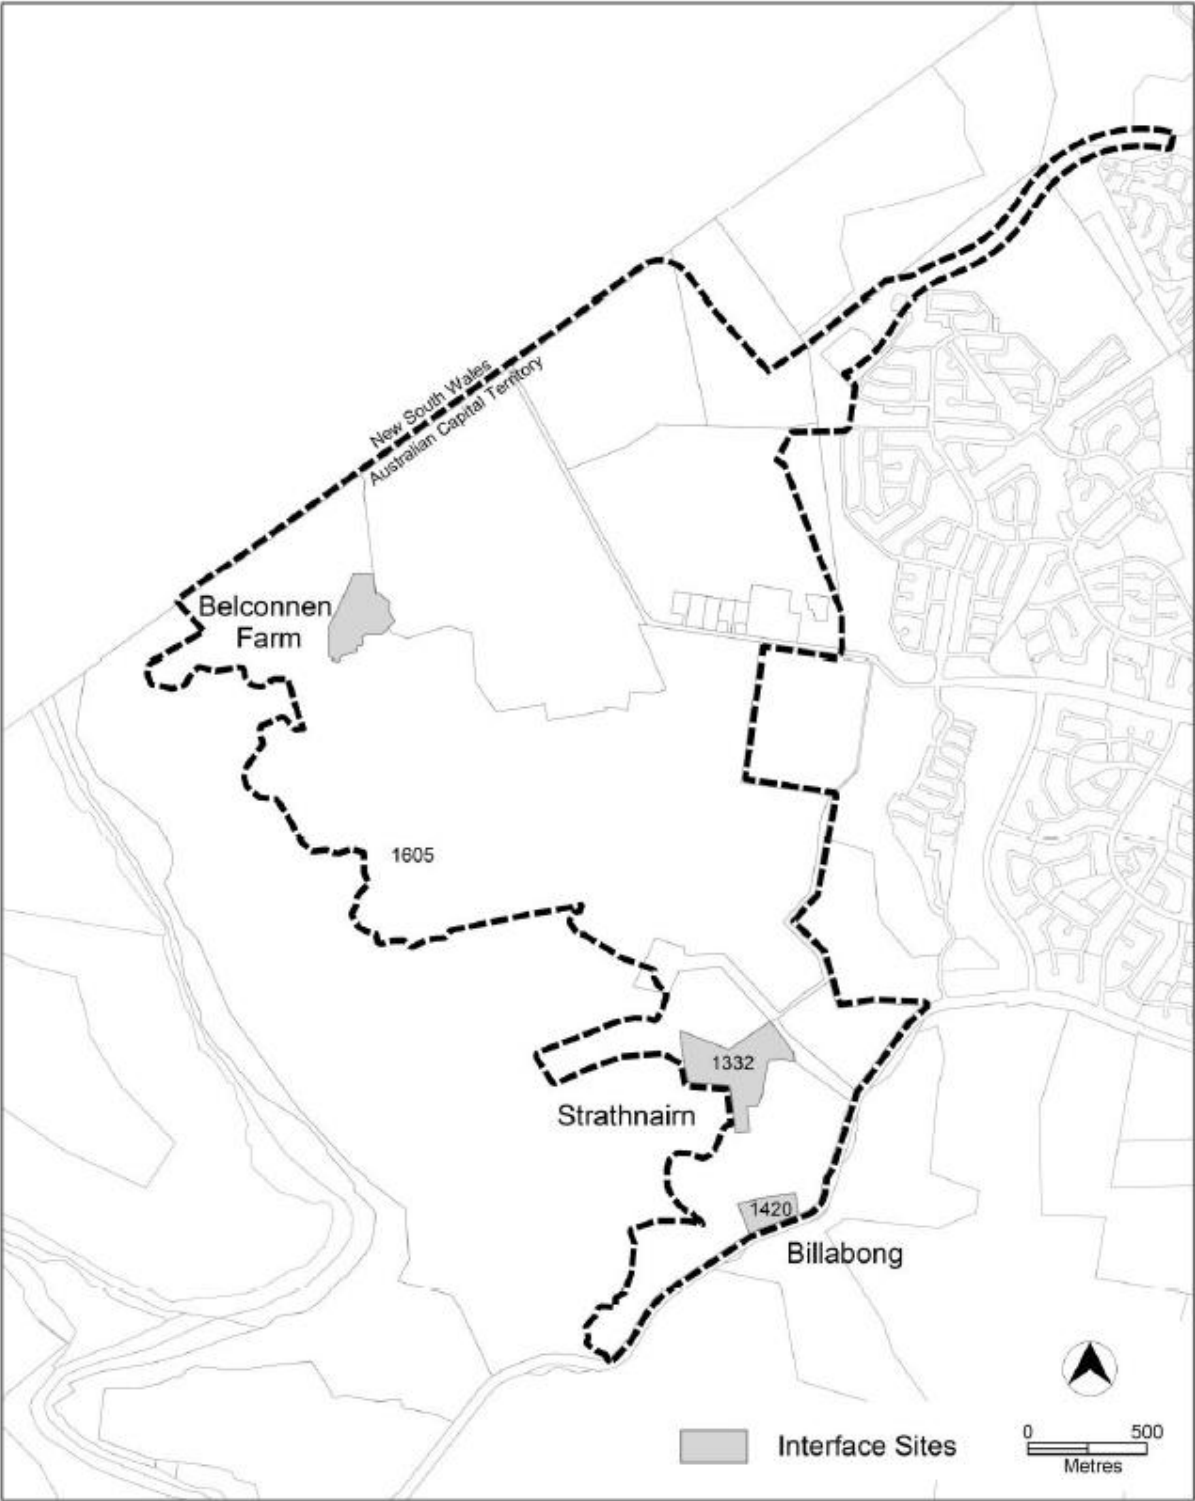 New South Wales
Australian Capital Territory
Belconnen
Farm
1605
1332
Strathnairn
1420
Billabong
Interface Sites
0 500
Metres